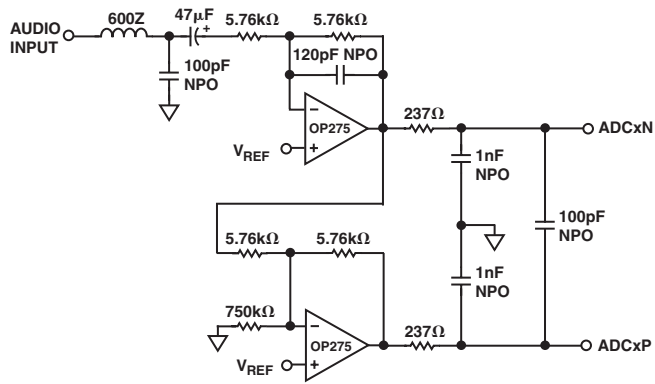 AUDIO
INPUT
600Z
47µF
+
5.76kΩ
5.76kΩ
100pF
NPO
120pF NPO
–
OP275
+
VREF
237Ω
ADCxN
1nF
NPO
100pF
NPO
1nF
NPO
5.76kΩ
5.76kΩ
750kΩ
–
OP275
+
VREF
237Ω
ADCxP